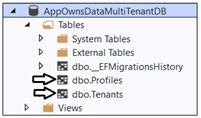 AppOwnsDataMultiTenantDB
Tables
System Tables
External Tables
dbo.__EFMigrationsHistory
dbo.Profiles
dbo.Tenants
Views